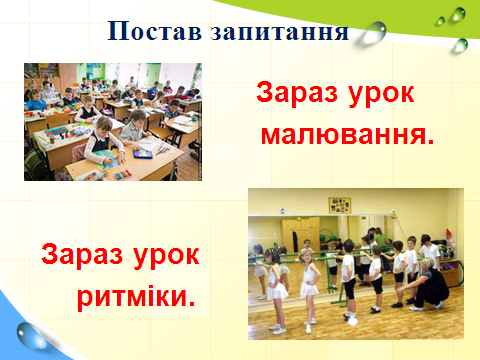 Постав запитання
Зараз урок
малювання.
Зараз урок
ритміки.